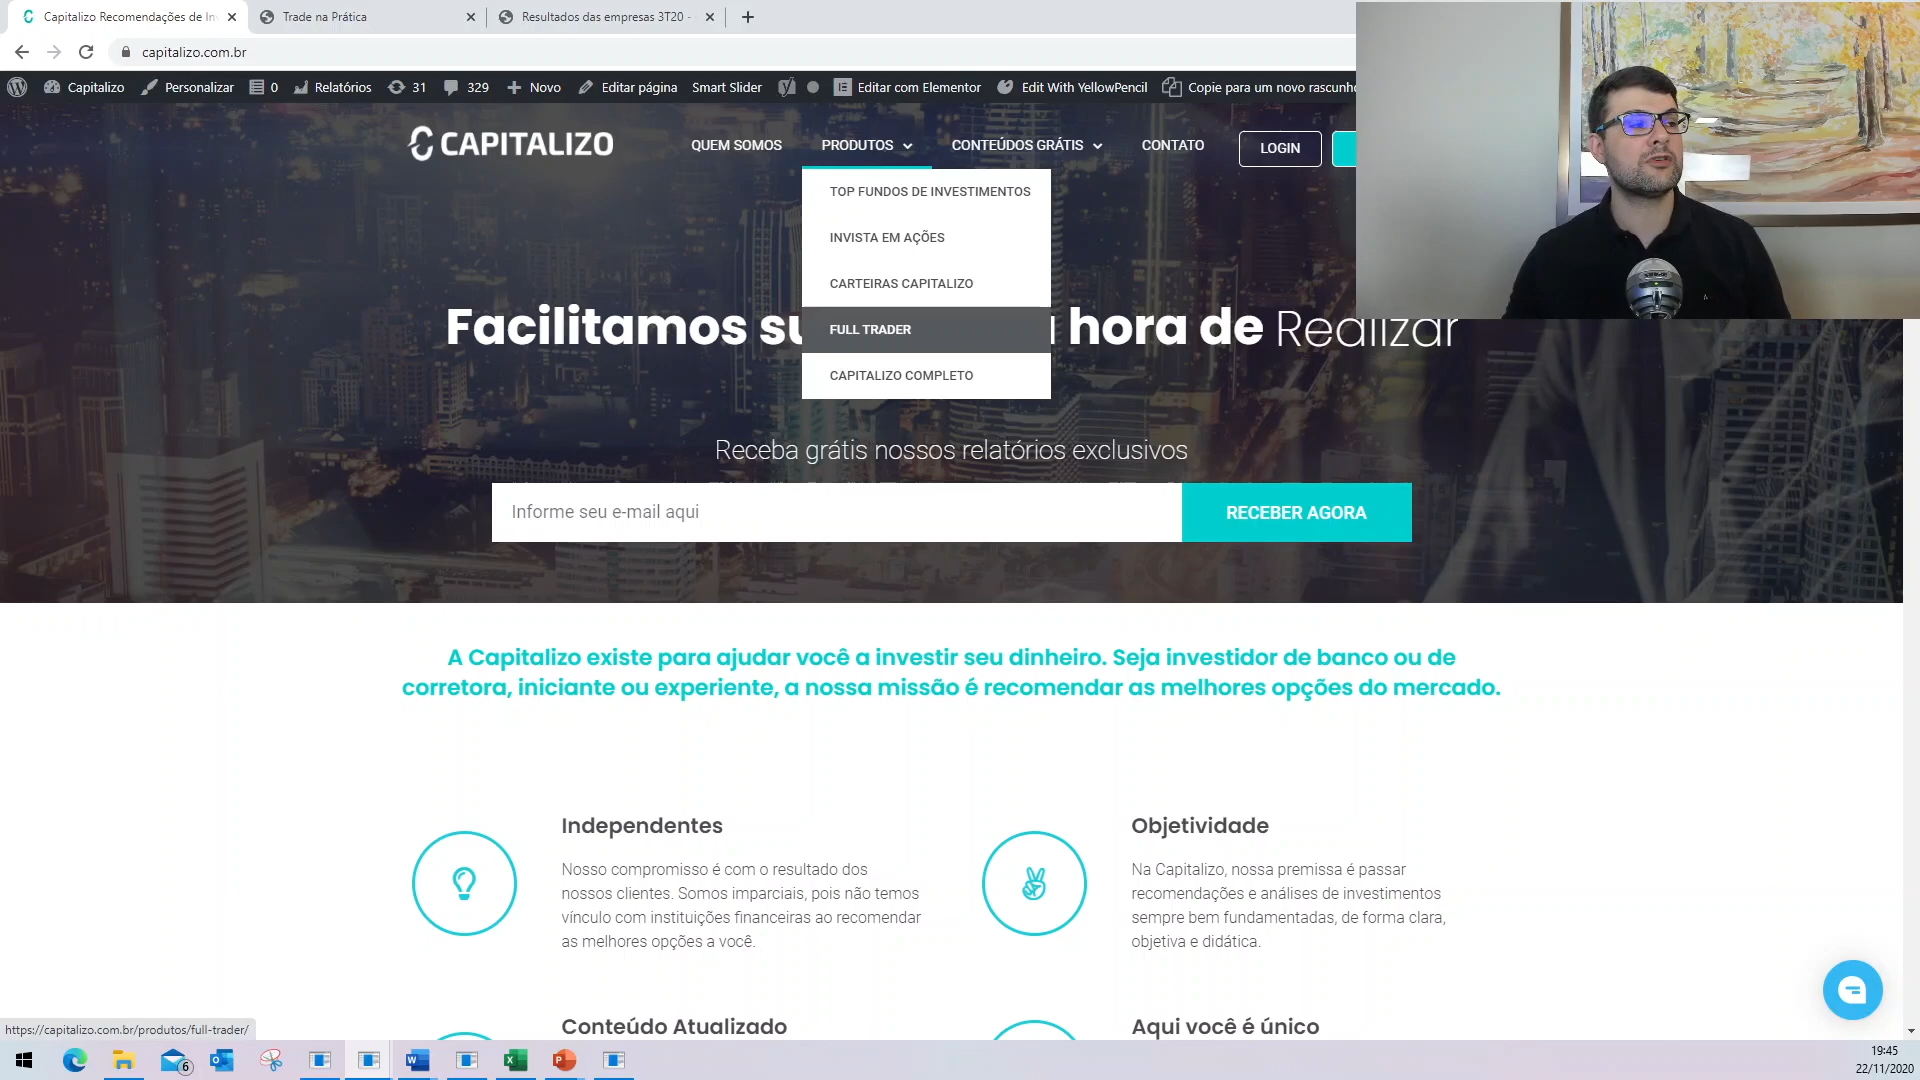 Capitalizo Recomendações de In
Trade na Prática
Resultados das empresas 3T20 -
capitalizo.com.br
Capitalizo
Personalizar
0
Relatórios
31
329
Novo
Editar página
Smart Slider
Editar com Elementor
Edit With YellowPencil
Copie para um novo rascunho
CAPITALIZO
QUEM SOMOS
PRODUTOS
CONTEÚDOS GRÁTIS
CONTATO
LOGIN
TOP FUNDOS DE INVESTIMENTOS
INVISTA EM AÇÕES
CARTEIRAS CAPITALIZO
FULL TRADER
CAPITALIZO COMPLETO
Facilitamos su hora de Realizar
Receba grátis nossos relatórios exclusivos
Informe seu e-mail aqui
RECEBER AGORA
A Capitalizo existe para ajudar você a investir seu dinheiro. Seja investidor de banco ou de
corretora, iniciante ou experiente, a nossa missão é recomendar as melhores opções do mercado.
Independentes
Nosso compromisso é com o resultado dos
nossos clientes. Somos imparciais, pois não temos
vínculo com instituições financeiras ao recomendar
as melhores opções a você.
Objetividade
Na Capitalizo, nossa premissa é passar
recomendações e análises de investimentos
sempre bem fundamentadas, de forma clara,
objetiva e didática.
Conteúdo Atualizado
Aqui você é único
https://capitalizo.com.br/produtos/full-trader/
6
19:45
22/11/2020